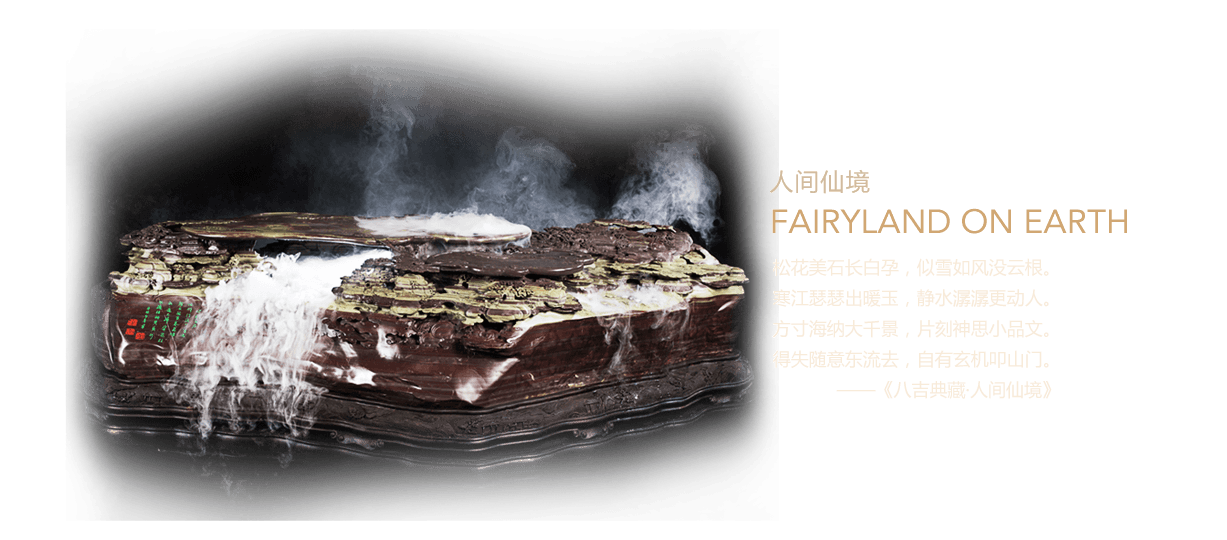 人间仙境
FAIRYLAND ON EARTH
松花美石长白孕，似雪如风没云根。
寒江瑟瑟出暖玉，静水潺潺更动人。
方寸海纳大千景，片刻神思小品文。
得失随意东流去，自有玄机叩山门。
——《八吉典藏·人间仙境》